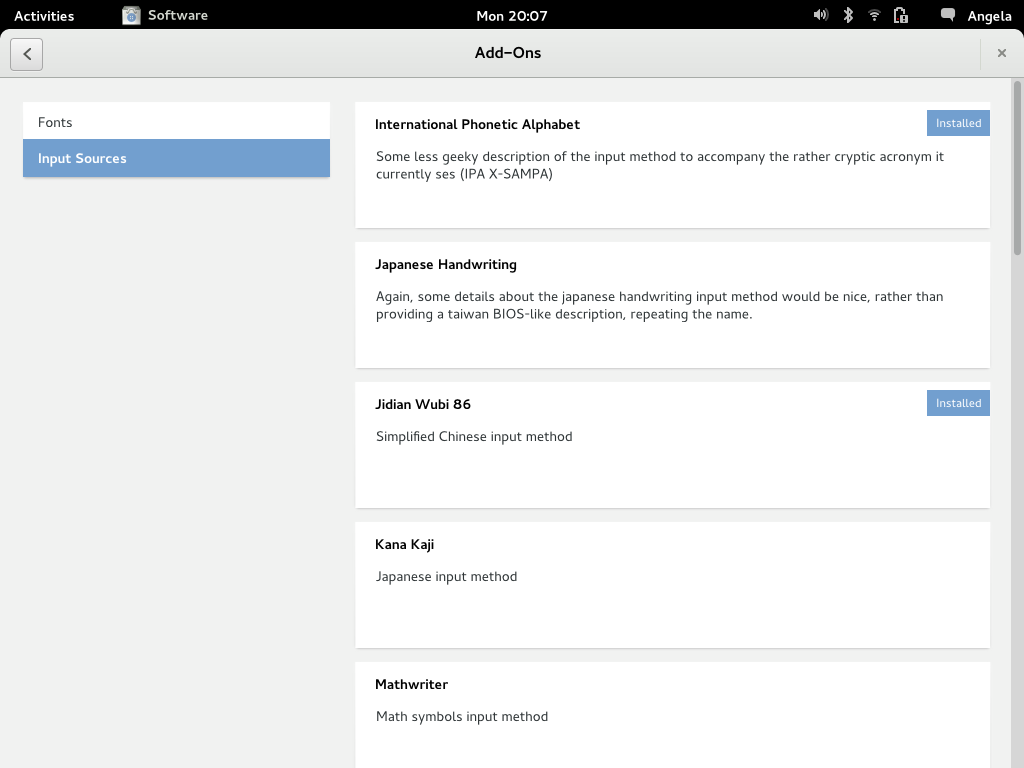 Activities
Software
Mon 20:07
Angela
Add-Ons
Fonts
Input Sources
International Phonetic Alphabet
Installed
Some less geeky description of the input method to accompany the rather cryptic acronym it
currently ses (IPA X-SAMPA)
Japanese Handwriting
Again, some details about the japanese handwriting input method would be nice, rather than
providing a taiwan BIOS-like description, repeating the name.
Jidian Wubi 86
Installed
Simplified Chinese input method
Kana Kaji
Japanese input method
Mathwriter
Math symbols input method